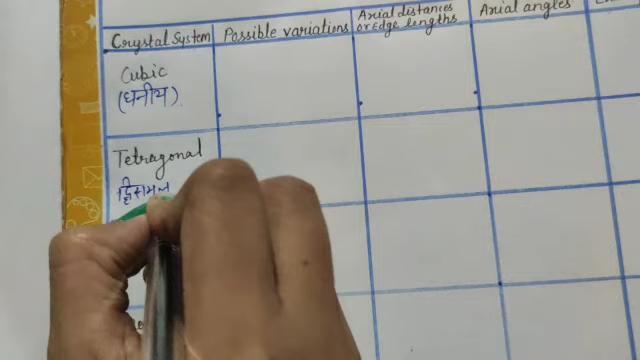 Crystal System
Possible variations
Axial distances
or Edge lengths
Axial angles
Cubic
(घनीय)
Tetragonal